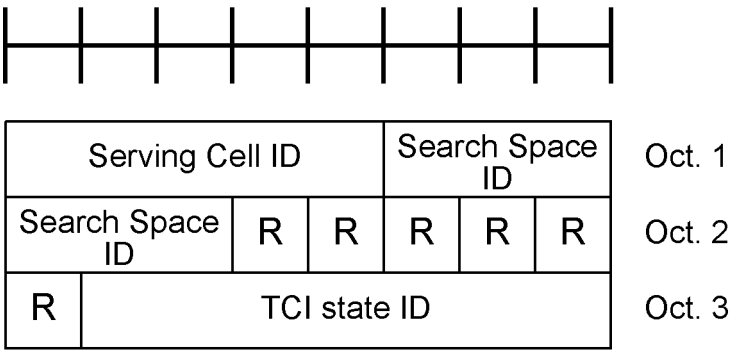 Serving Cell ID
Search Space
ID
Oct. 1
Search Space
ID
R
R
R
R
R
Oct. 2
R
TCI state ID
Oct. 3